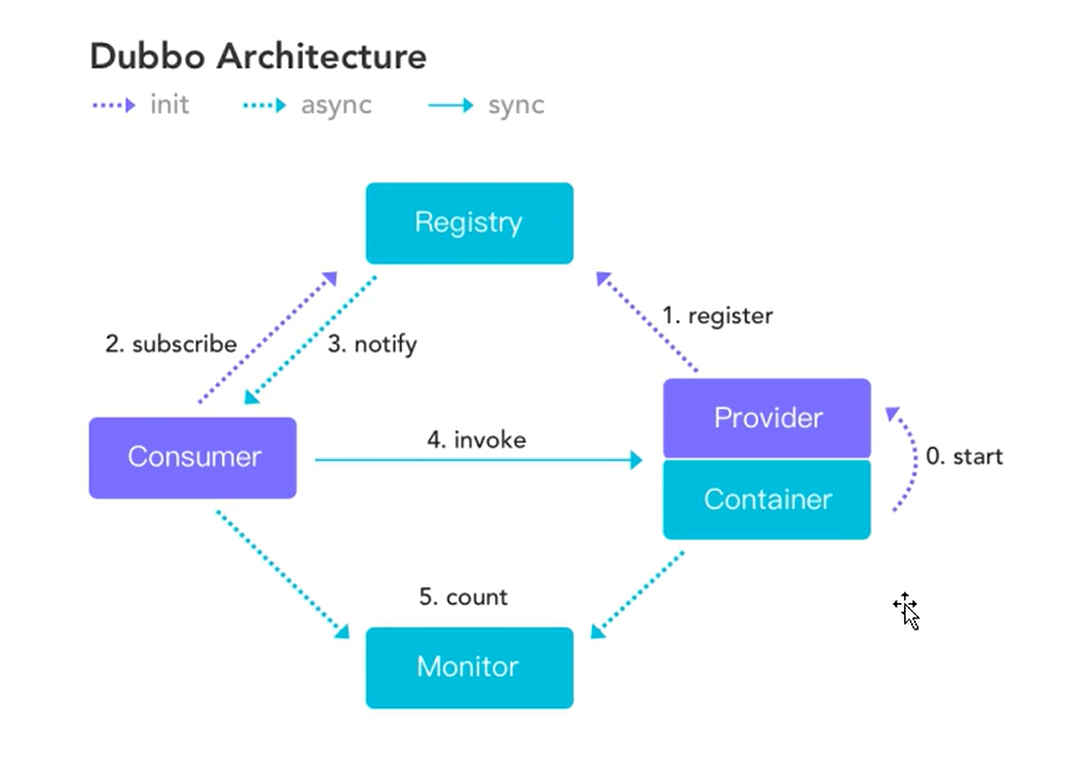 Dubbo Architecture
init async sync
Registry
1. register
2. subscribe 3. notify
Provider
4. invoke
Consumer
0. start
Container
5. count
Monitor